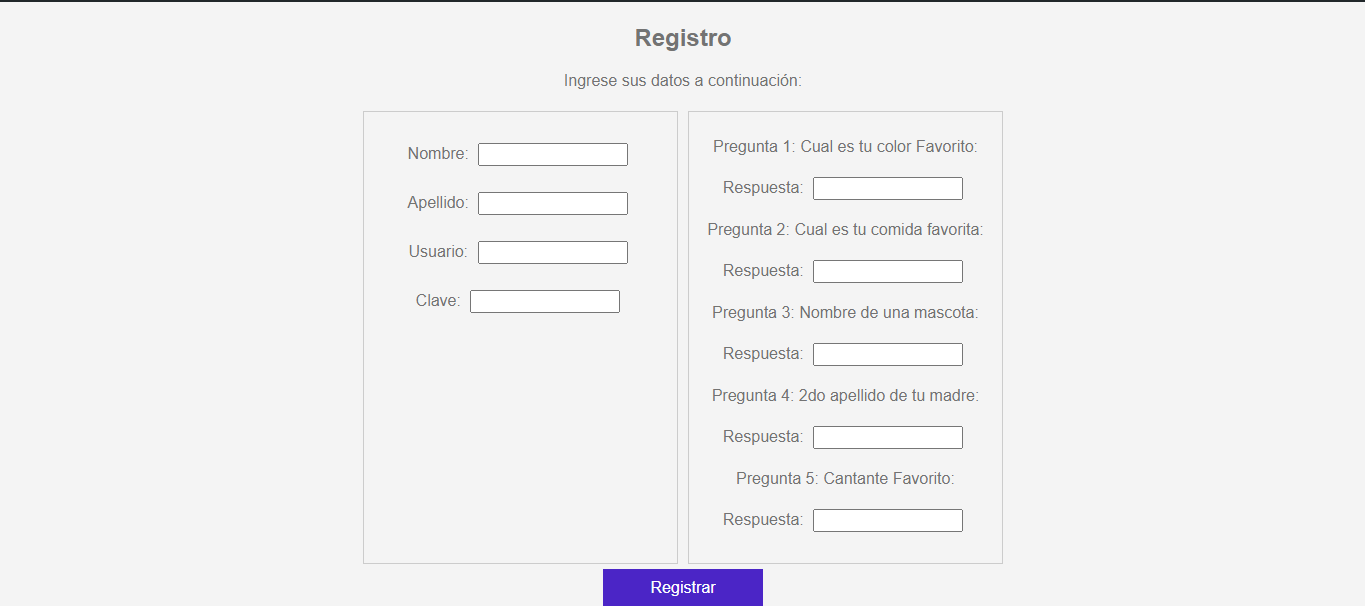 Registro
Ingrese sus datos a continuación:
Nombre:
Apellido:
Usuario:
Clave:
Pregunta 1: Cual es tu color Favorito:
Respuesta:
Pregunta 2: Cual es tu comida favorita:
Respuesta:
Pregunta 3: Nombre de una mascota:
Respuesta:
Pregunta 4: 2do apellido de tu madre:
Respuesta:
Pregunta 5: Cantante Favorito:
Respuesta:
Registrar